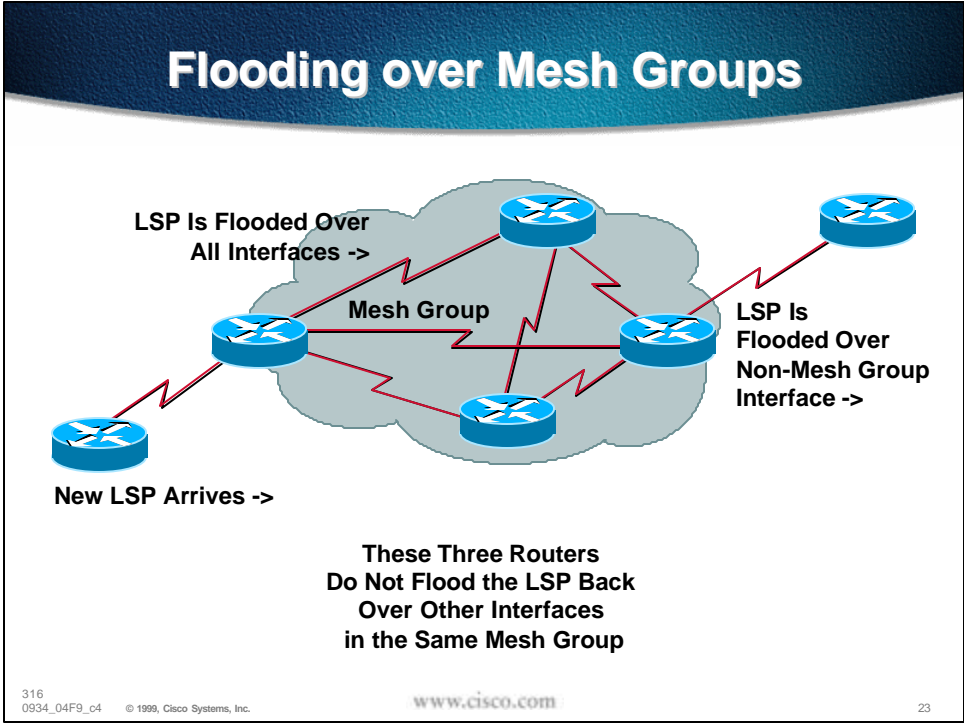 Flooding over Mesh Groups
LSP Is Flooded Over
All Interfaces ->
Mesh Group
LSP Is
Flooded Over
Non-Mesh Group
Interface ->
New LSP Arrives ->
These Three Routers
Do Not Flood the LSP Back
Over Other Interfaces
in the Same Mesh Group
316
0934_04F9_c4 © 1999, Cisco Systems, Inc.
www.cisco.com
23